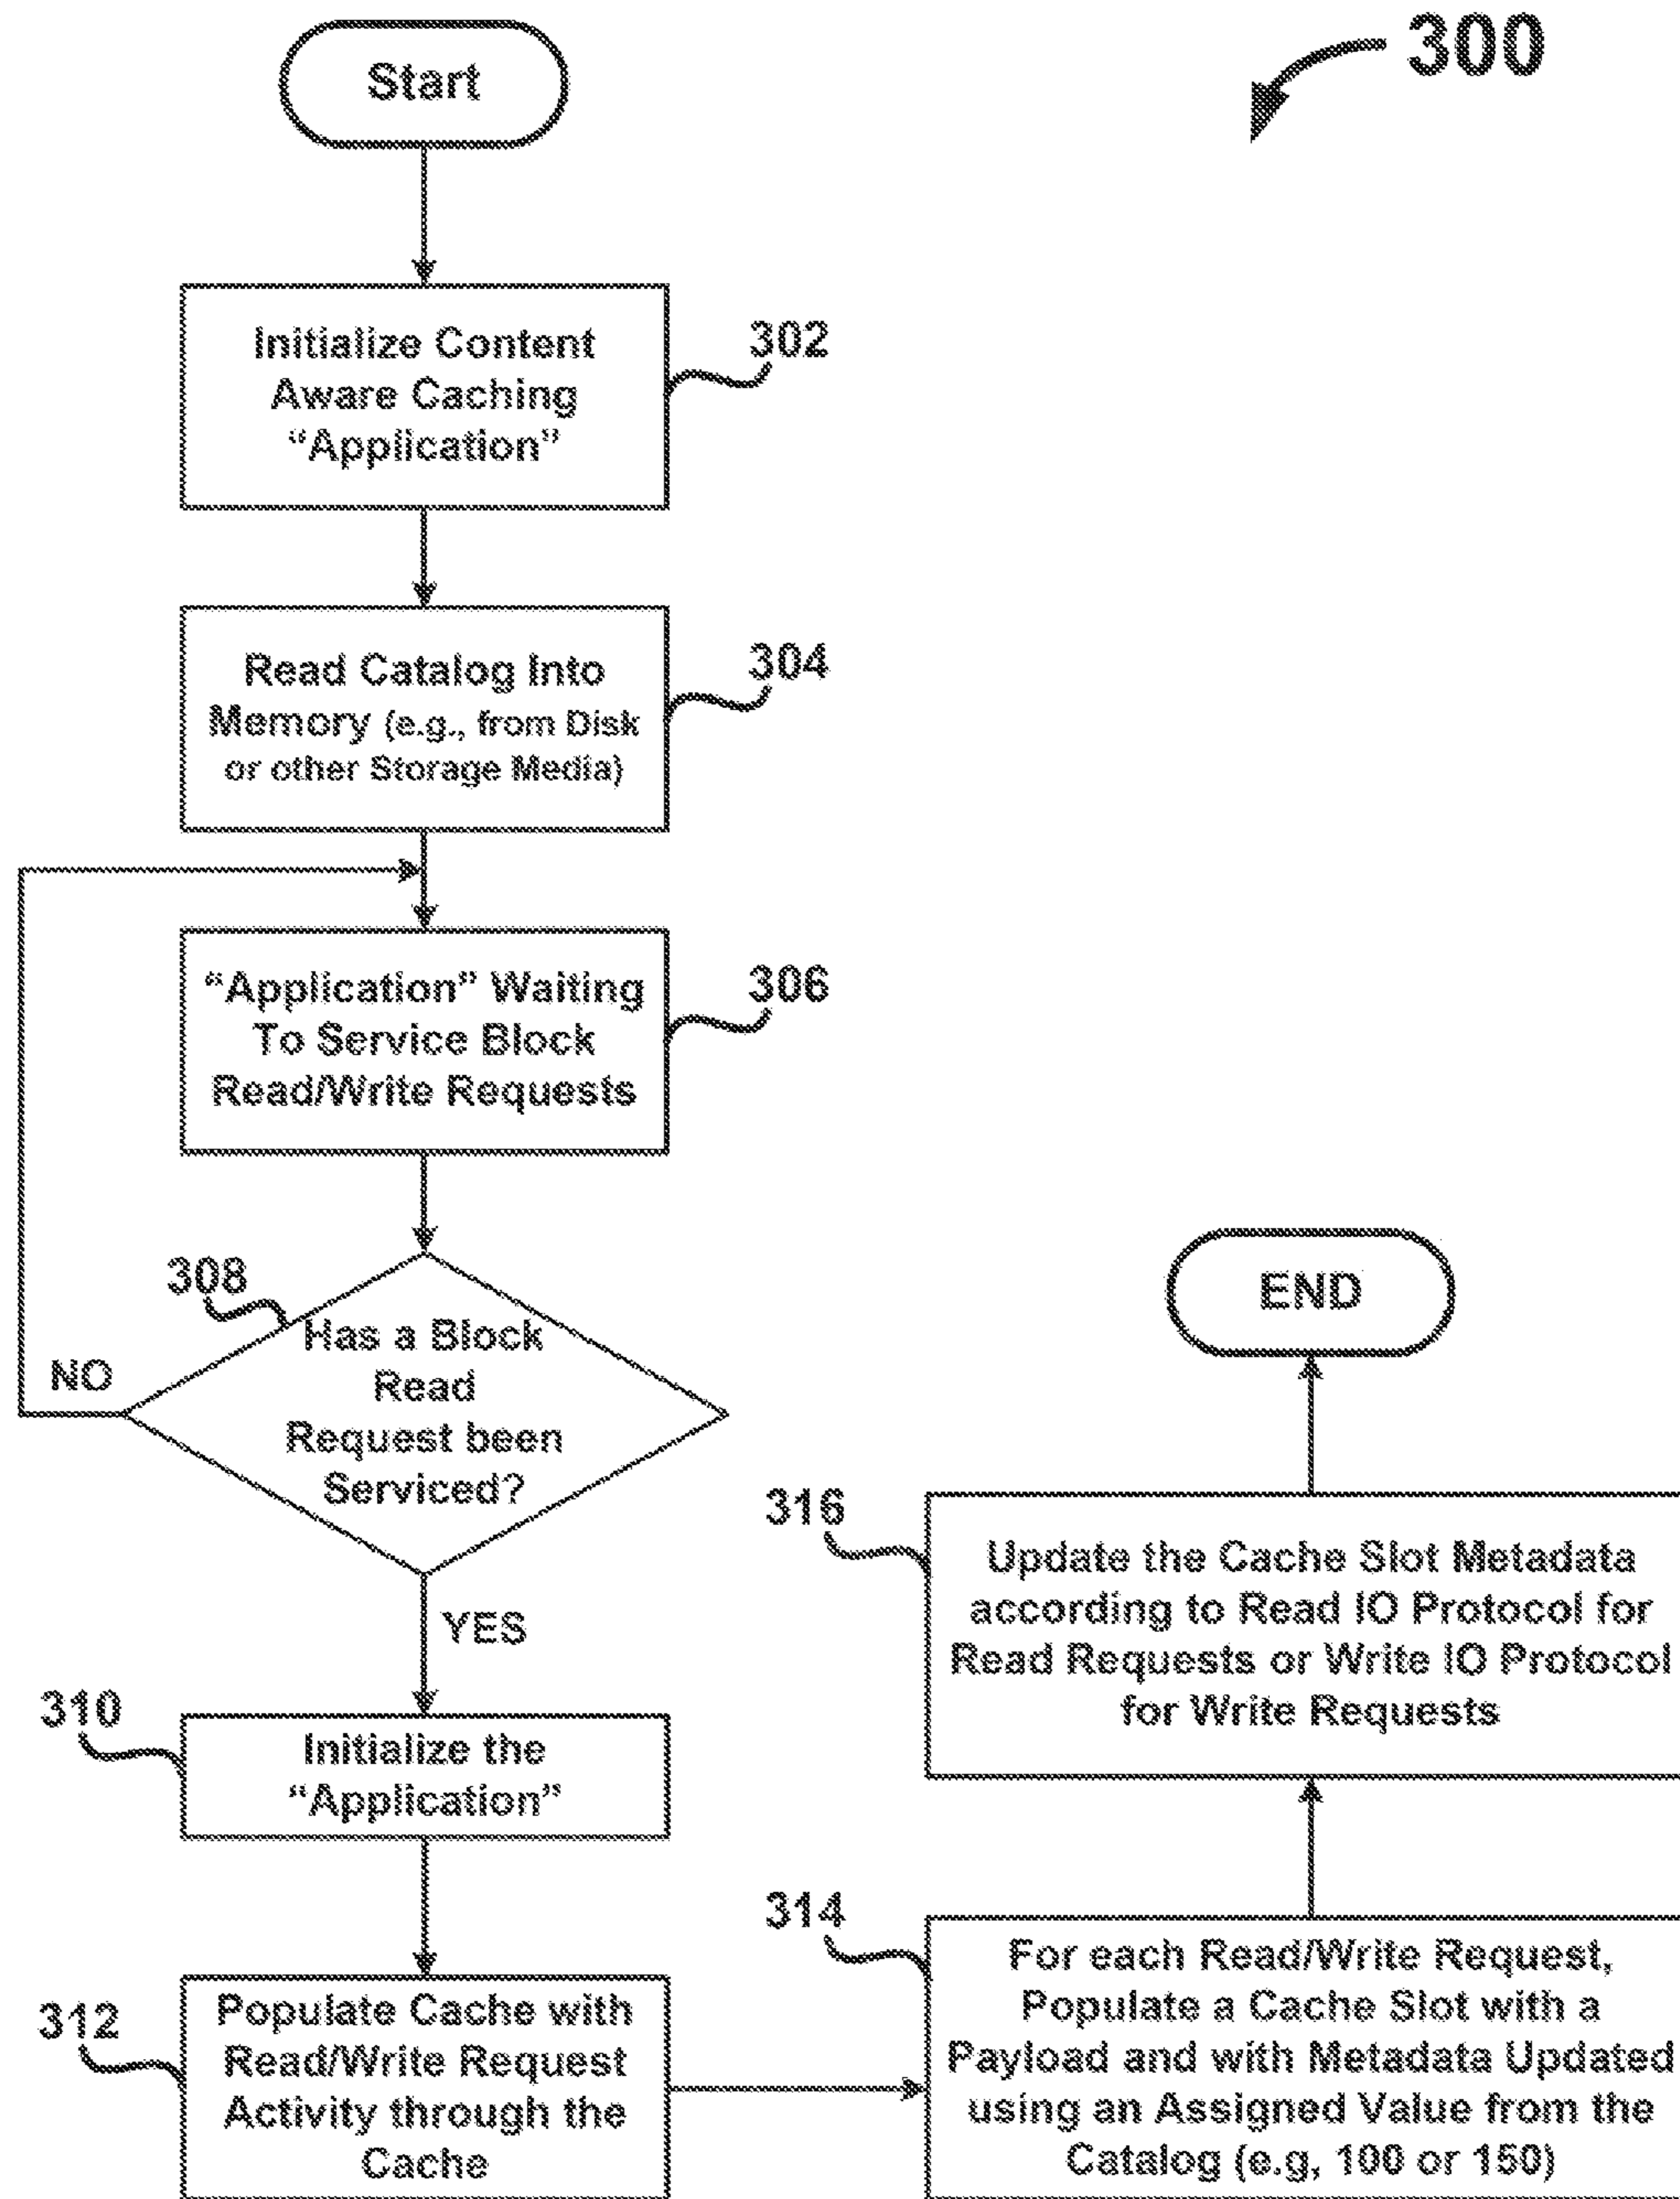 300
Start
Initialize Content
Aware Caching
“Application”
302
Read Catalog Into
Memory (e.g., from Disk
or other Storage Media)
304
“Application” Waiting
To Service Block
Read/Write Requests
306
308
Has a Block
Read
Request been
Serviced?
NO
YES
310
Initialize the
“Application”
312
Populate Cache with
Read/Write Request
Activity through the
Cache
314
For each Read/Write Request,
Populate a Cache Slot with a
Payload and with Metadata Updated
using an Assigned Value from the
Catalog (e.g, 100 or 150)
316
Update the Cache Slot Metadata
according to Read IO Protocol for
Read Requests or Write IO Protocol
for Write Requests
END